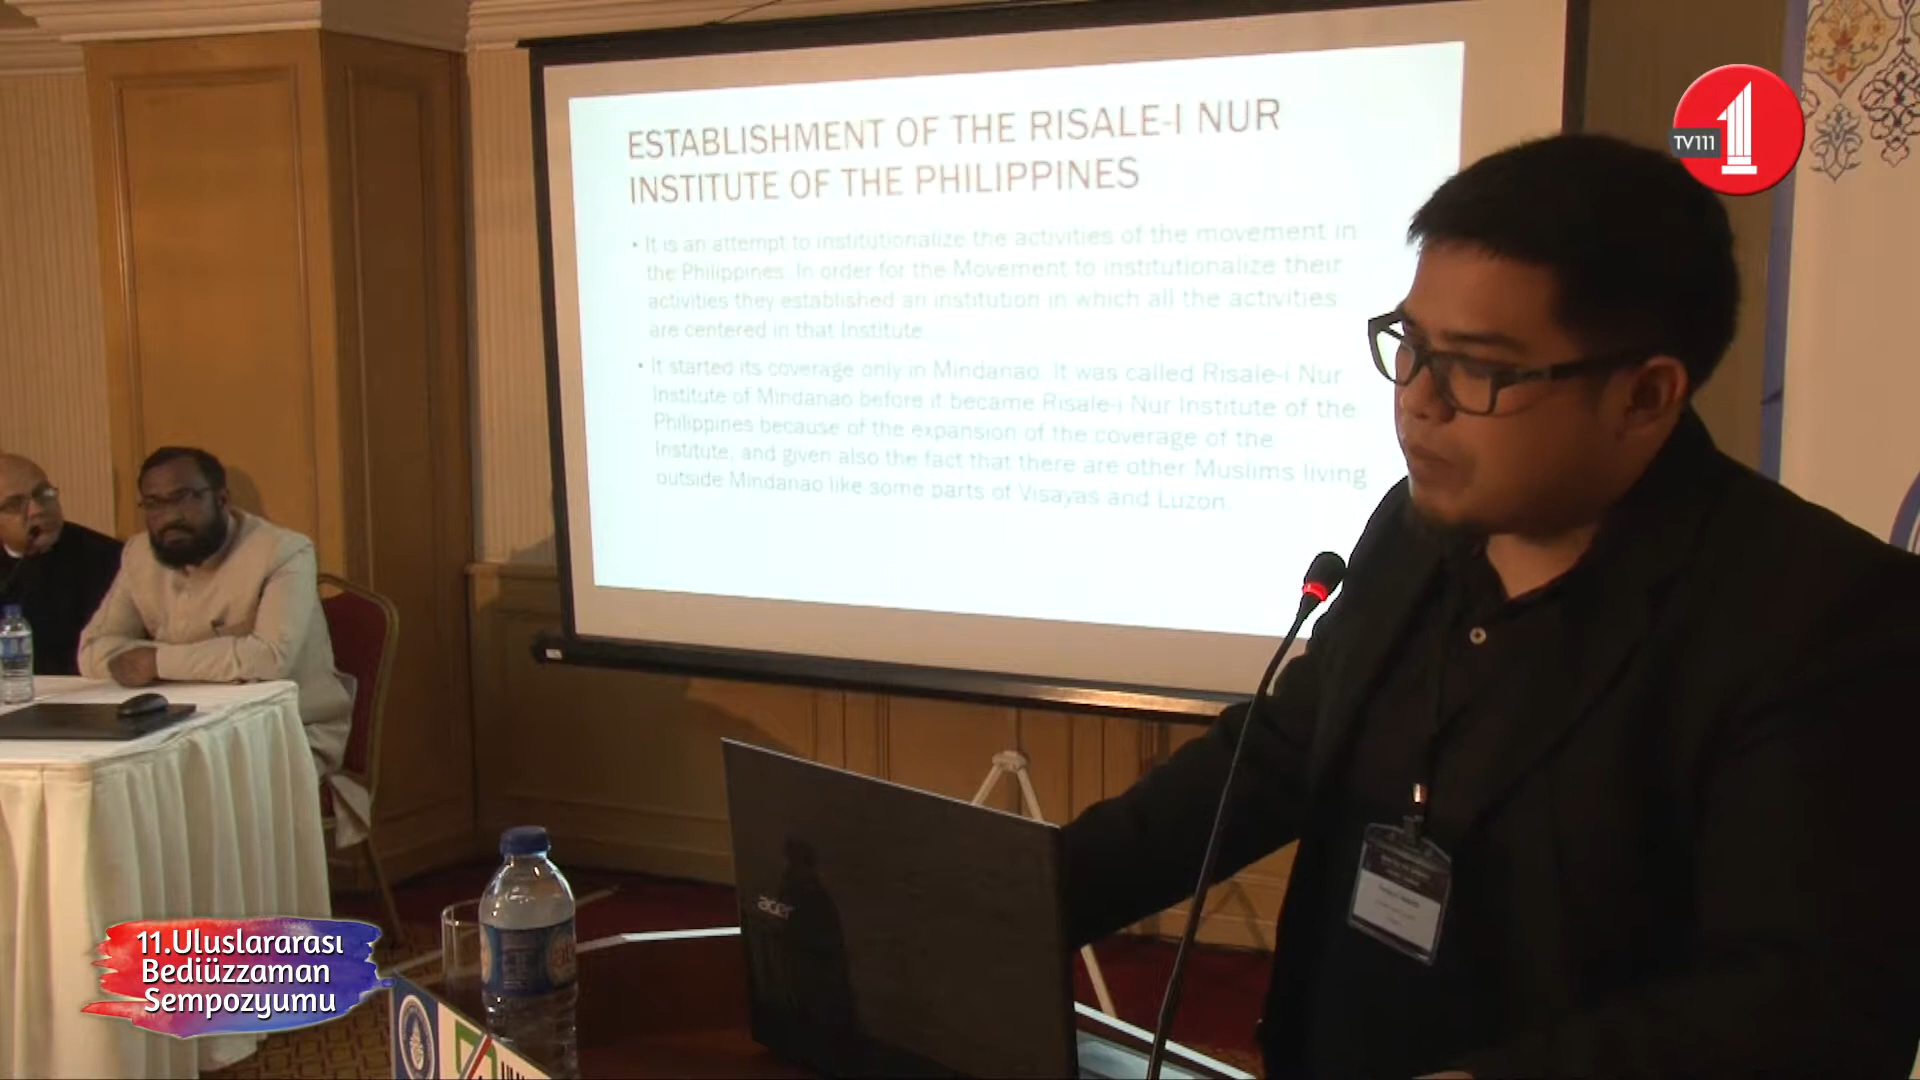 ESTABLISHMENT OF THE RISALE-I NUR
INSTITUTE OF THE PHILIPPINES
• It is an attempt to institutionalize the activities of the movement in
the Philippines. In order for the Movement to institutionalize their
activities they established an institution in which all the activities
are centered in that Institute.
• It started its coverage only in Mindanao. It was called Risale-i Nur
Institute of Mindanao before it became Risale-i Nur Institute of the
Philippines because of the expansion of the coverage of the
Institute, and given also the fact that there are other Muslims living
outside Mindanao like some parts of Visayas and Luzon.
TV111
1
acer
11.Uluslararası
Bediüzzaman
Sempozyumu